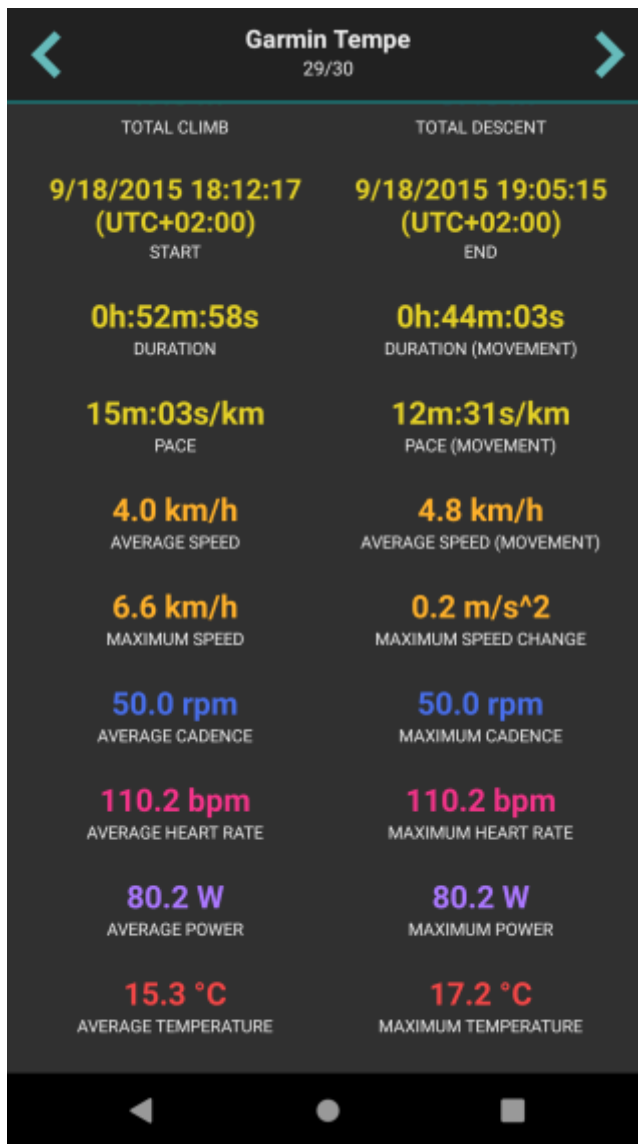 Garmin Tempe
29/30
TOTAL CLIMB TOTAL DESCENT
9/18/2015 18:12:17 9/18/2015 19:05:15
(UTC+02:00) (UTC+02:00)
START END
0h:52m:58s 0h:44m:03s
DURATION DURATION (MOVEMENT)
15m:03s/km 12m:31s/km
PACE PACE (MOVEMENT)
4.0 km/h 4.8 km/h
AVERAGE SPEED AVERAGE SPEED (MOVEMENT)
6.6 km/h 0.2 m/s^2
MAXIMUM SPEED MAXIMUM SPEED CHANGE
50.0 rpm 50.0 rpm
AVERAGE CADENCE MAXIMUM CADENCE
110.2 bpm 110.2 bpm
AVERAGE HEART RATE MAXIMUM HEART RATE
80.2 W 80.2 W
AVERAGE POWER MAXIMUM POWER
15.3 °C 17.2 °C
AVERAGE TEMPERATURE MAXIMUM TEMPERATURE